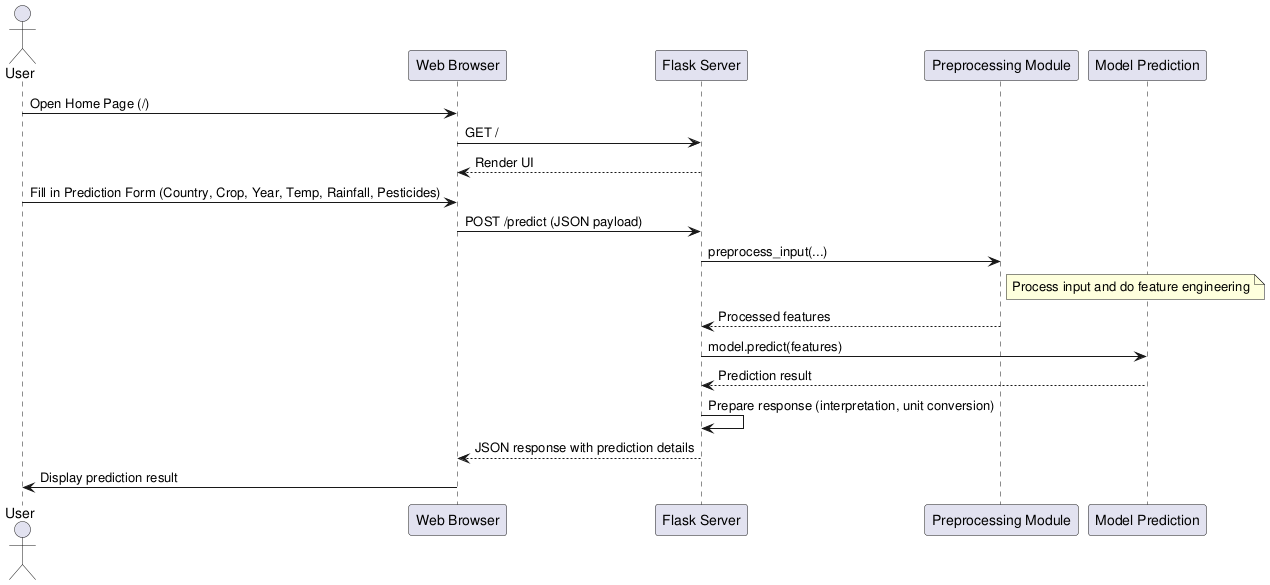 User
Web Browser
Flask Server
Preprocessing Module
Model Prediction
Open Home Page (/)
GET /
Render UI
Fill in Prediction Form (Country, Crop, Year, Temp, Rainfall, Pesticides)
POST /predict (JSON payload)
preprocess_input(...)
Process input and do feature engineering
Processed features
model.predict(features)
Prediction result
Prepare response (interpretation, unit conversion)
JSON response with prediction details
Display prediction result
User
Web Browser
Flask Server
Preprocessing Module
Model Prediction